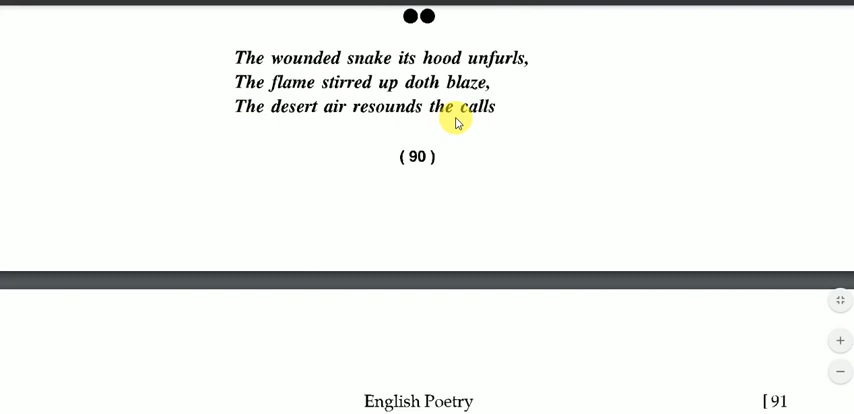 The wounded snake its hood unfurls,
The flame stirred up doth blaze,
The desert air resounds the calls
( 90 )
English Poetry [ 91